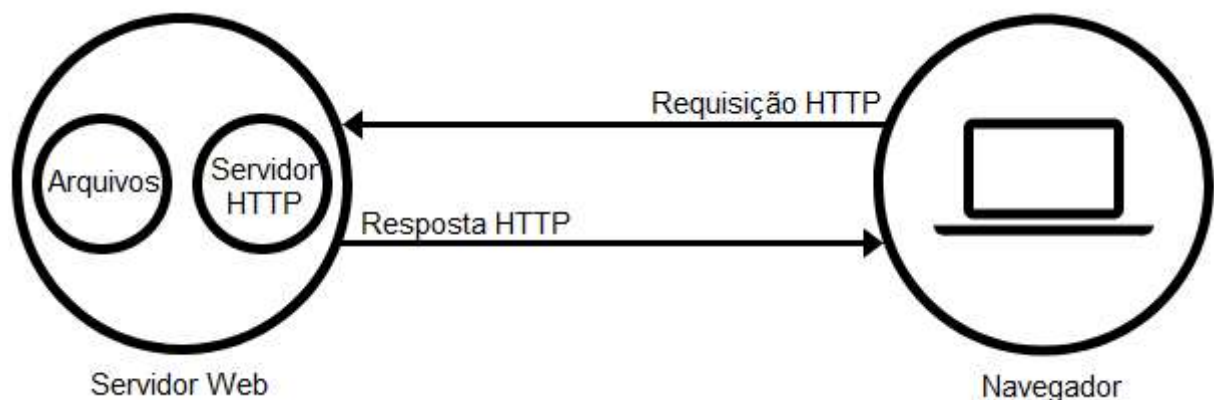 Requisição HTTP
Arquivos
Servidor
HTTP
Resposta HTTP
Servidor Web
Navegador